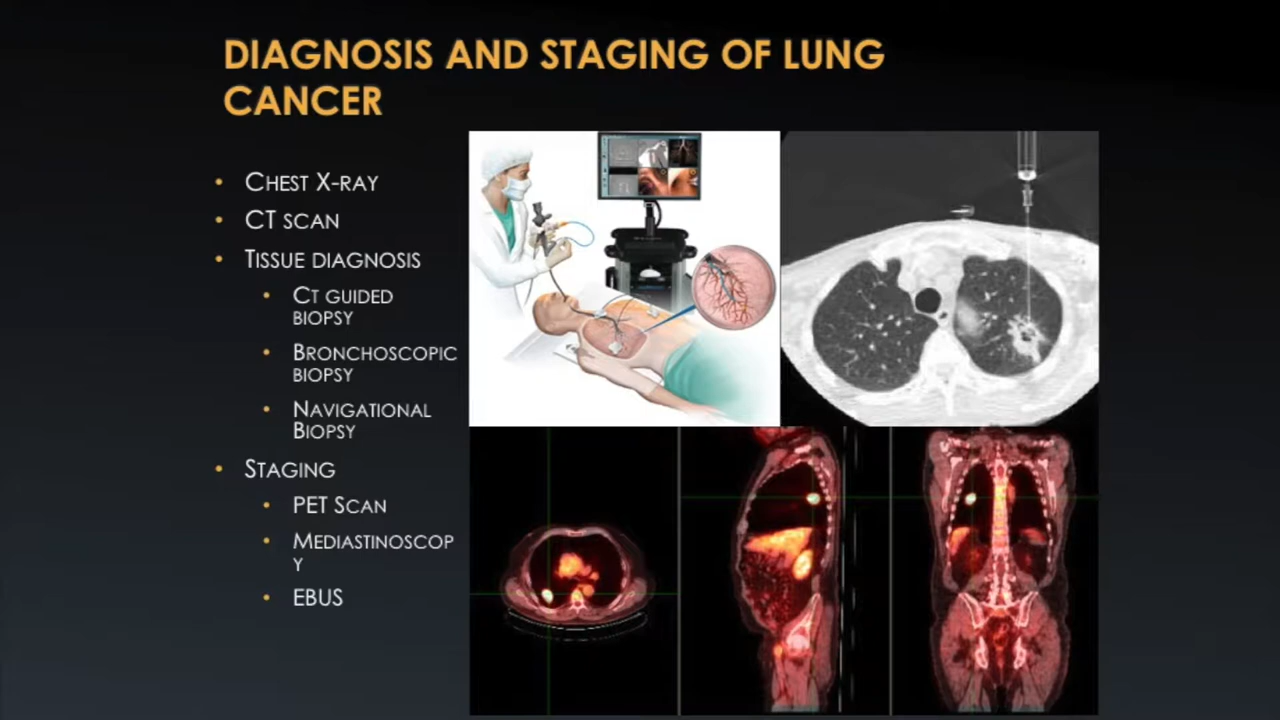 DIAGNOSIS AND STAGING OF LUNG
CANCER
• CHEST X-RAY
• CT SCAN
• TISSUE DIAGNOSIS
• CT GUIDED
BIOPSY
• BRONCHOSCOPIC
BIOPSY
• NAVIGATIONAL
BIOPSY
• STAGING
• PET SCAN
• MEDIASTINOSCOP
Y
• EBUS